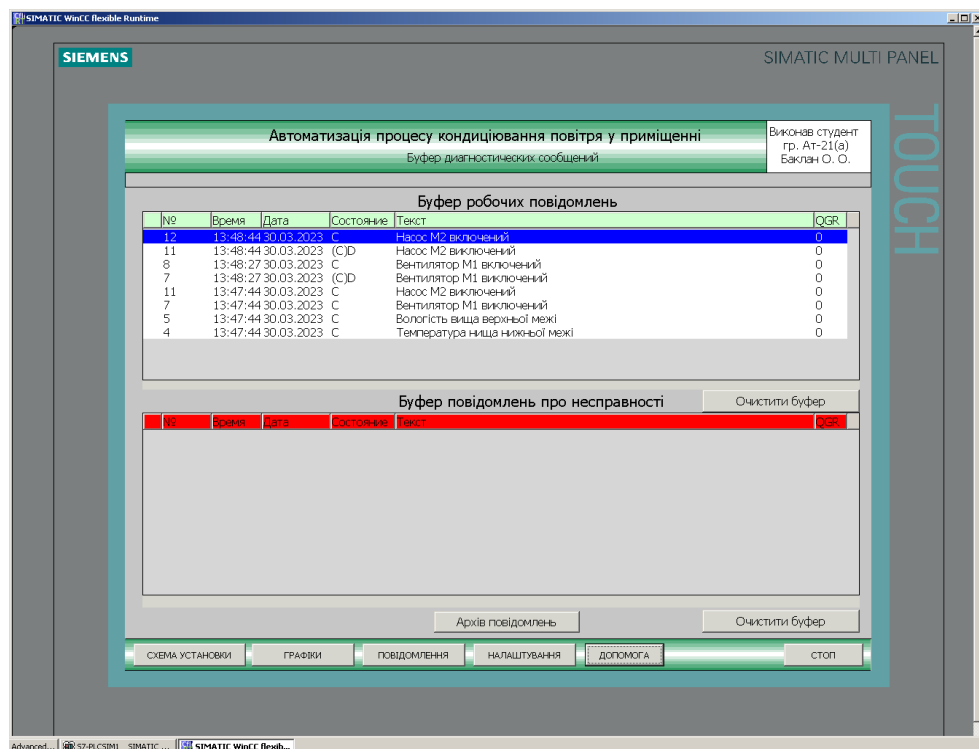 SIMATIC WinCC flexible Runtime
SIEMENS
SIMATIC MULTI PANEL
TOUCH
Автоматизація процесу кондиціювання повітря у приміщенні
Буфер диагностических сообщений
Виконав студент
гр. Ат-21(а)
Баклан О. О.
Буфер робочих повідомлень
№ Время Дата Состояние Текст QGR
12 13:48:44 30.03.2023 C Насос М2 включений 0
11 13:48:44 30.03.2023 (C)D Насос М2 виключений 0
8 13:48:27 30.03.2023 C Вентилятор М1 включений 0
7 13:48:27 30.03.2023 (C)D Вентилятор М1 виключений 0
11 13:47:44 30.03.2023 C Насос М2 виключений 0
7 13:47:44 30.03.2023 C Вентилятор М1 виключений 0
5 13:47:44 30.03.2023 C Вологість вища верхньої межі 0
4 13:47:44 30.03.2023 C Температура нища нижньої межі 0
Буфер повідомлень про несправності
Очистити буфер
№ Время Дата Состояние Текст QGR
Архів повідомлень
Очистити буфер
СХЕМА УСТАНОВКИ
ГРАФІКИ
ПОВІДОМЛЕННЯ
НАЛАШТУВАННЯ
ДОПОМОГА
СТОП
Advanced...
S7-PLCSIM1 SIMATIC ...
SIMATIC WinCC flexib...